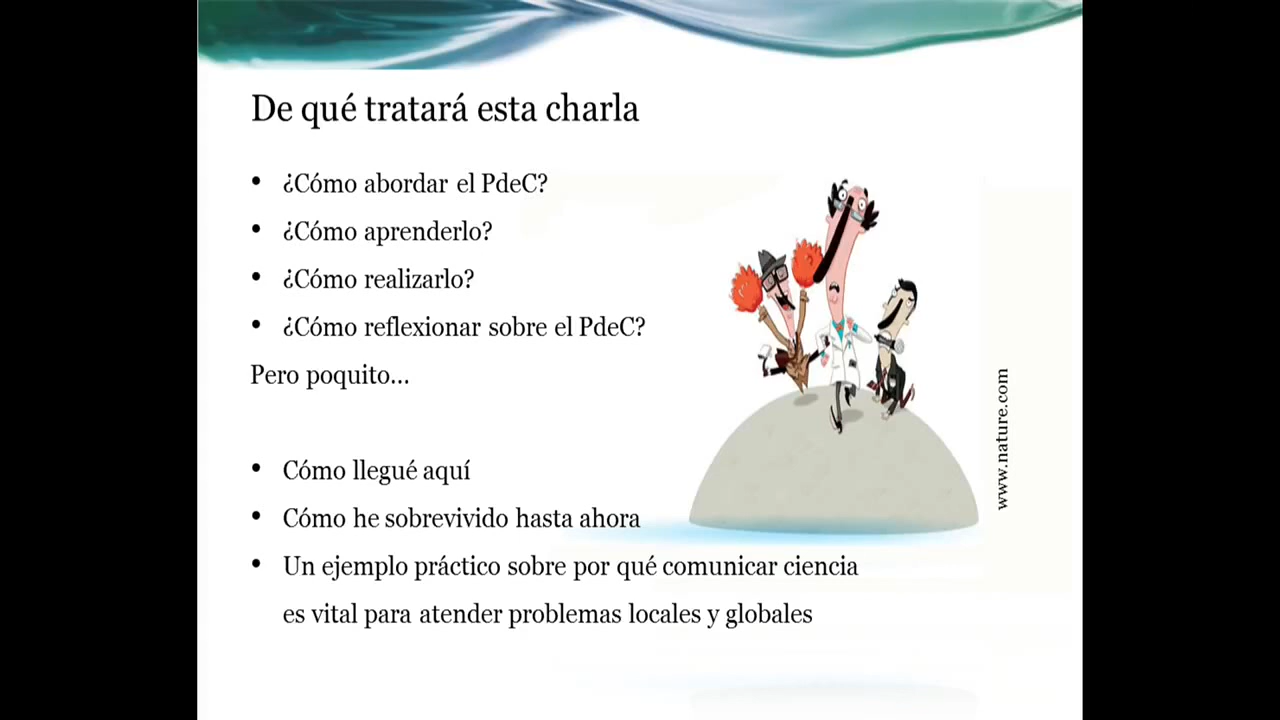 De qué tratará esta charla
• ¿Cómo abordar el PdeC?
• ¿Cómo aprenderlo?
• ¿Cómo realizarlo?
• ¿Cómo reflexionar sobre el PdeC?
Pero poquito...
• Cómo llegué aquí
• Cómo he sobrevivido hasta ahora
• Un ejemplo práctico sobre por qué comunicar ciencia
es vital para atender problemas locales y globales
www.nature.com